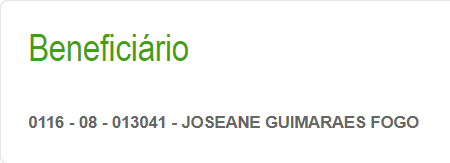 Beneficiário
0116 - 08 - 013041 - JOSEANE GUIMARAES FOGO